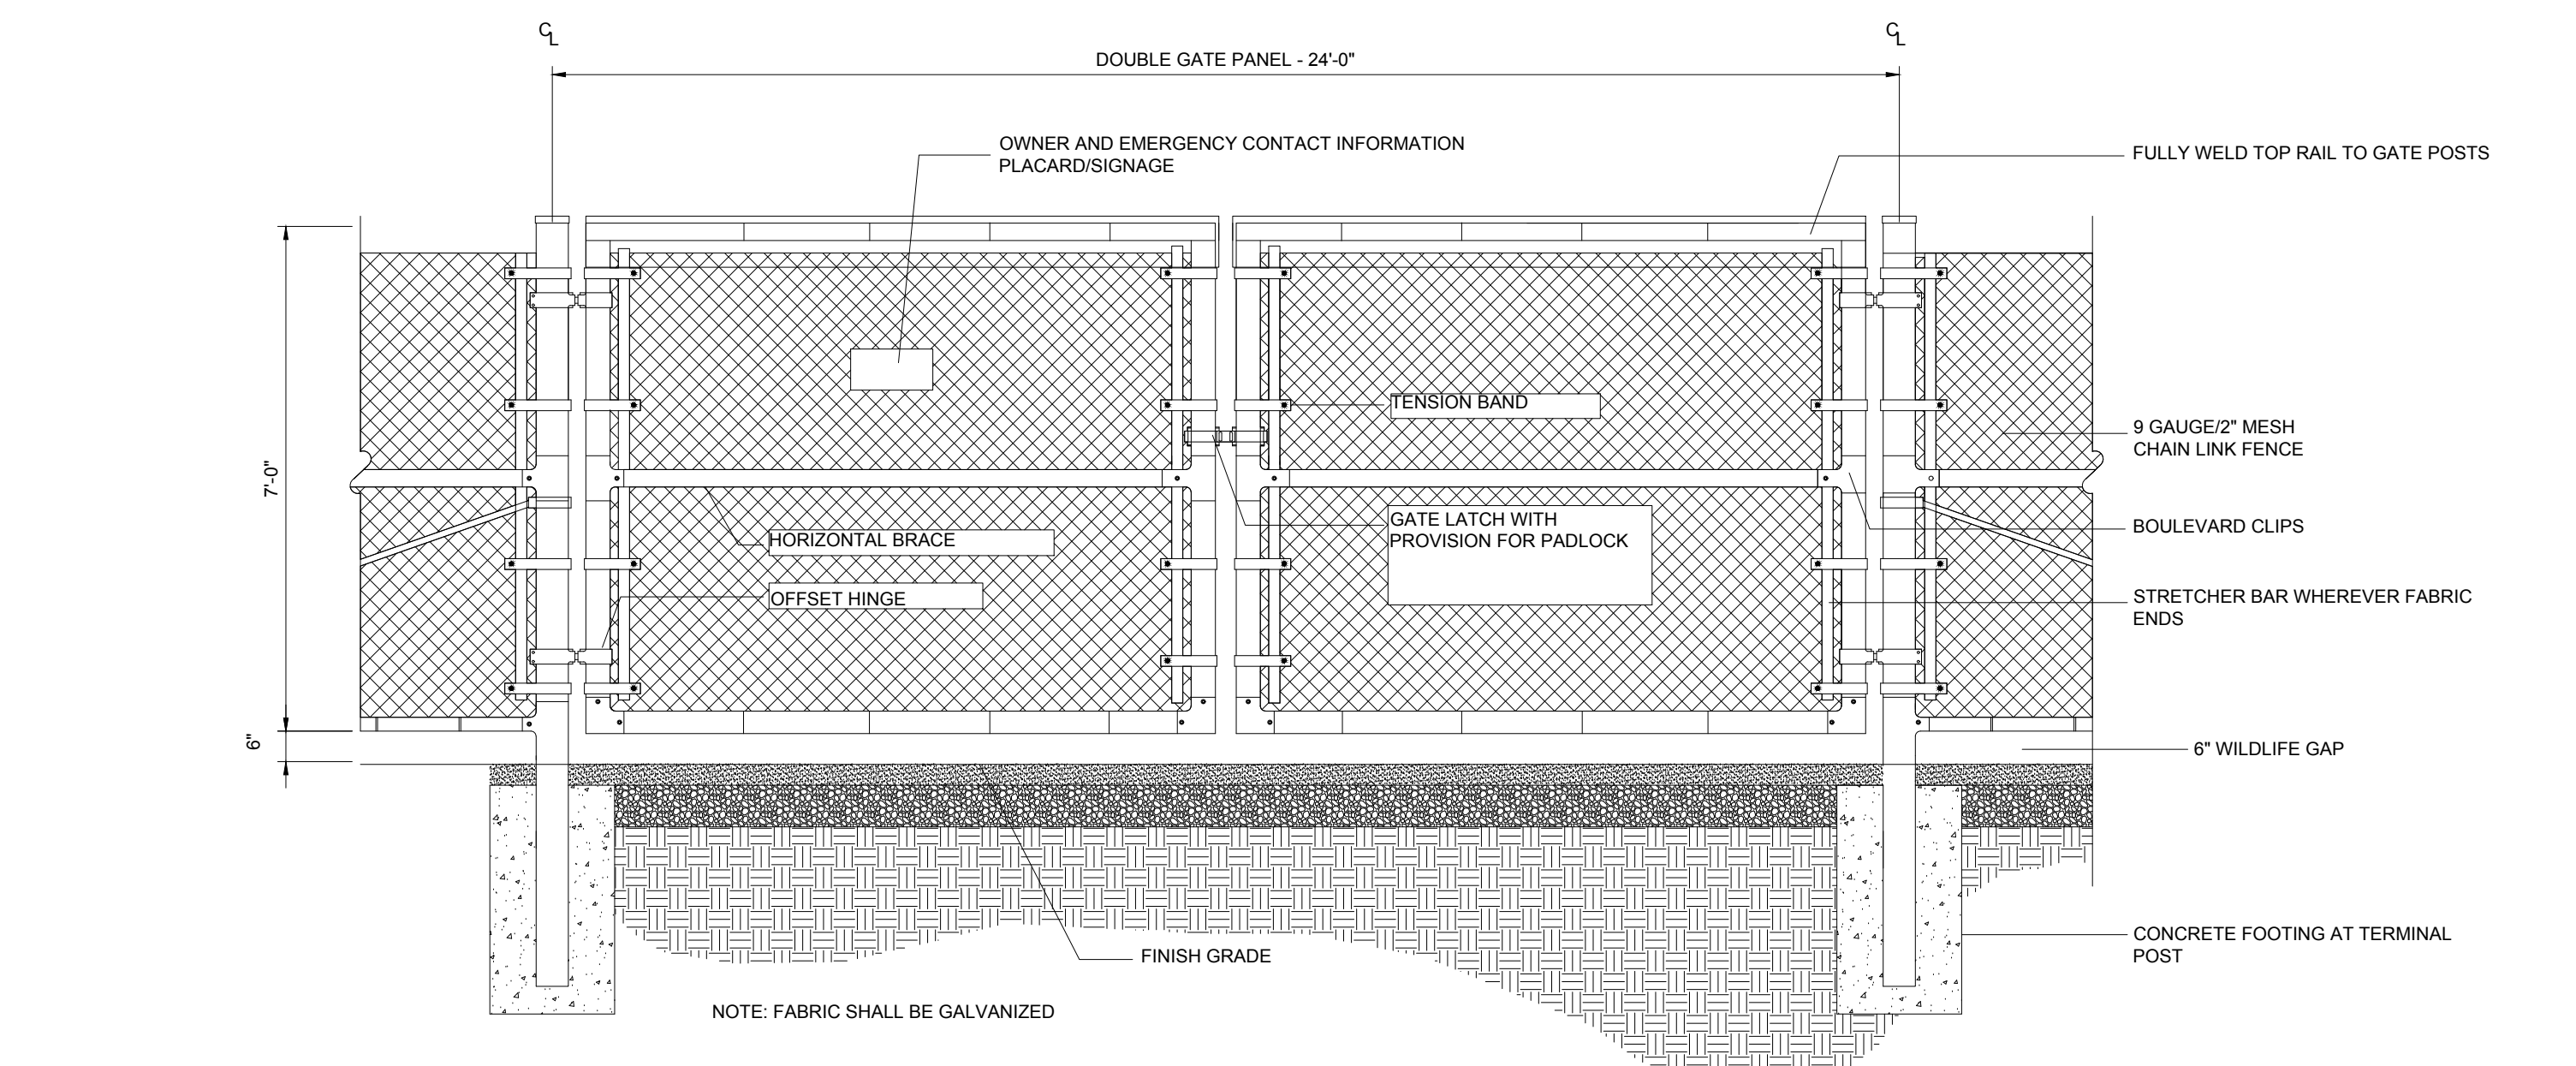 ℄ ℄
DOUBLE GATE PANEL - 24'-0"
OWNER AND EMERGENCY CONTACT INFORMATION
PLACARD/SIGNAGE
FULLY WELD TOP RAIL TO GATE POSTS
TENSION BAND
9 GAUGE/2" MESH
CHAIN LINK FENCE
7'-0"
GATE LATCH WITH
PROVISION FOR PADLOCK
BOULEVARD CLIPS
HORIZONTAL BRACE
OFFSET HINGE
STRETCHER BAR WHEREVER FABRIC
ENDS
6"
6" WILDLIFE GAP
CONCRETE FOOTING AT TERMINAL
POST
FINISH GRADE
NOTE: FABRIC SHALL BE GALVANIZED